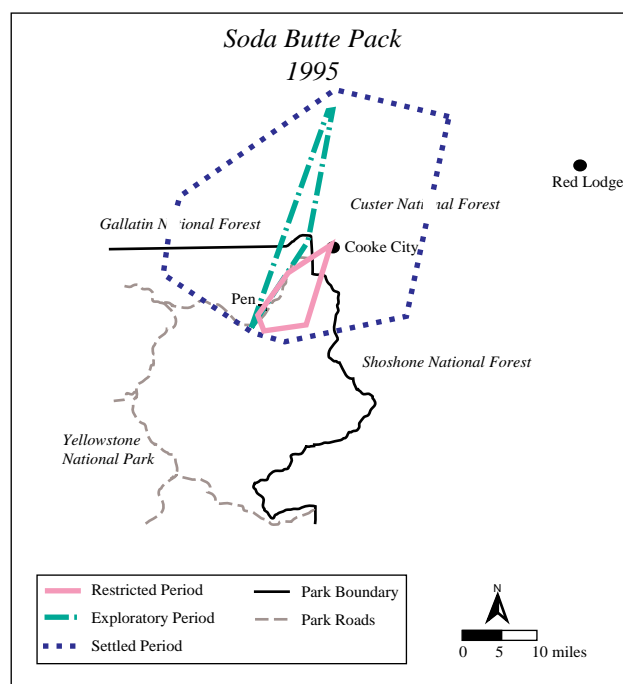 Soda Butte Pack
1995
Red Lodge
Custer National Forest
Gallatin National Forest
Cooke City
Pen
Shoshone National Forest
Yellowstone
National Park
Restricted Period
Exploratory Period
Settled Period
Park Boundary
Park Roads
N
0 5 10 miles